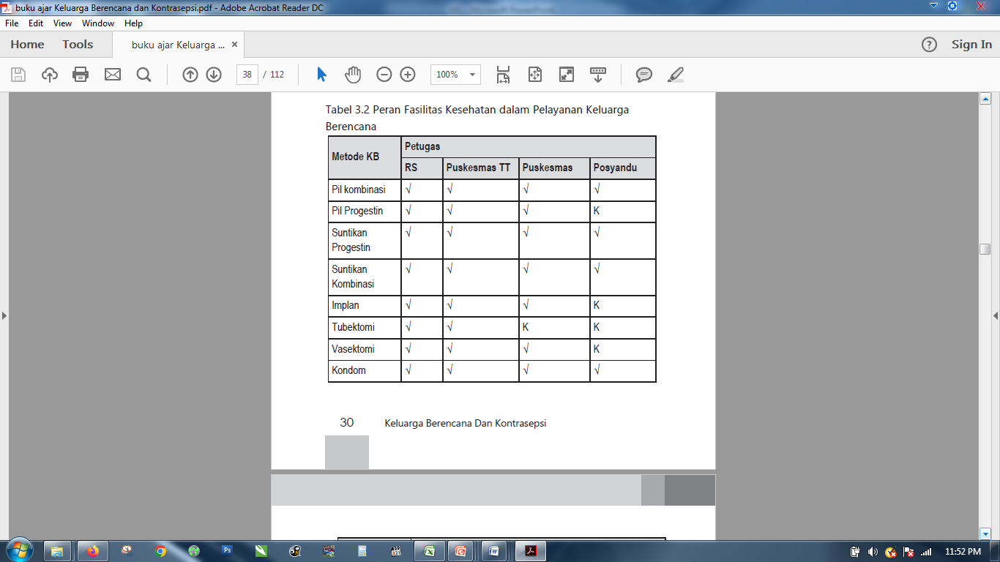 buku ajar Keluarga Berencana dan Kontrasepsi.pdf - Adobe Acrobat Reader DC
File Edit View Window Help
Home Tools buku ajar Keluarga ... × ? Sign In
38 / 112 100%
Tabel 3.2 Peran Fasilitas Kesehatan dalam Pelayanan Keluarga
Berencana
Metode KB Petugas
RS Puskesmas TT Puskesmas Posyandu
Pil kombinasi √ √ √ √
Pil Progestin √ √ √ K
Suntikan √ √ √ √
Progestin
Suntikan √ √ √ √
Kombinasi
Implan √ √ √ K
Tubektomi √ √ K K
Vasektomi √ √ √ K
Kondom √ √ √ √
30 Keluarga Berencana Dan Kontrasepsi
11:52 PM